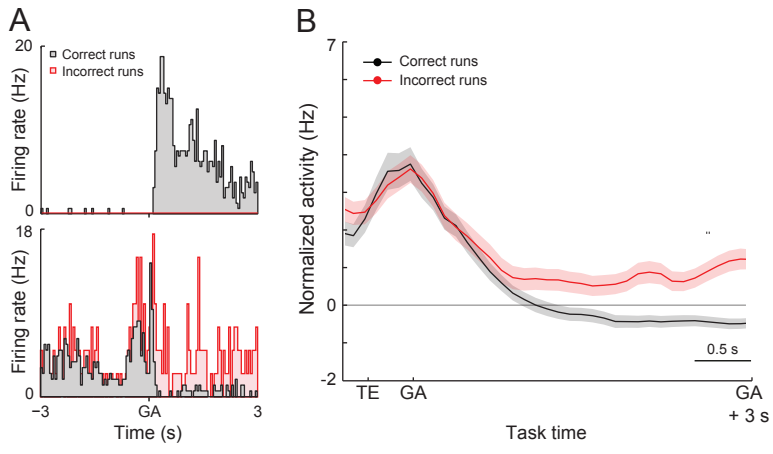 A
20
Correct runs
Incorrect runs
Firing rate (Hz)
0
18
Firing rate (Hz)
0
−3
GA
3
Time (s)
B
7
Correct runs
Incorrect runs
Normalized activity (Hz)
"
0
0.5 s
-2
TE
GA
GA
+ 3 s
Task time